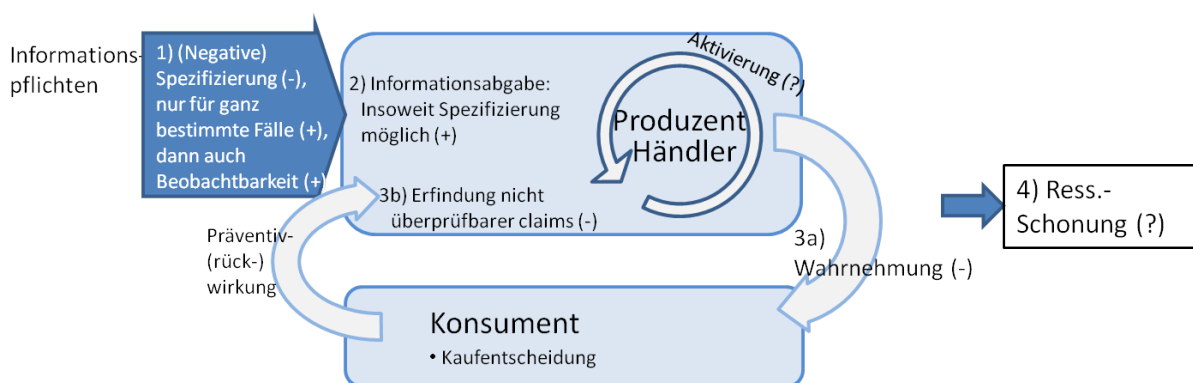 Informations-
pflichten
1) (Negative)
Spezifizierung (-),
nur für ganz
bestimmte Fälle (+),
dann auch
Beobachtbarkeit (+)
2) Informationsabgabe:
Insoweit Spezifizierung
möglich (+)
Aktivierung (?)
Produzent
Händler
3b) Erfindung nicht
überprüfbarer claims (-)
Präventiv-
(rück-)
wirkung
3a)
Wahrnehmung (-)
4) Ress.-
Schonung (?)
Konsument
• Kaufentscheidung